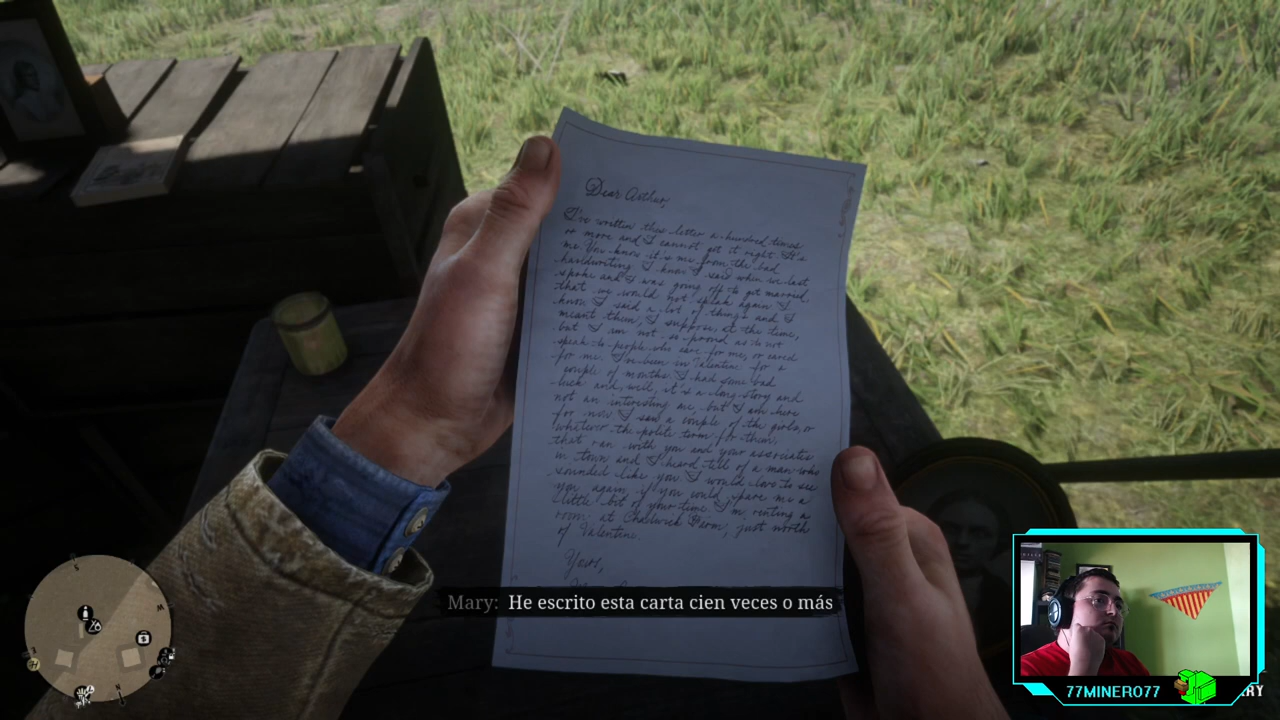 Dear Arthur,
I've written this letter a hundred times
or more and I cannot get it right. It's
me. You know it is me from the bad
handwriting. I know I said when we last
spoke and I was going off to get married,
that we would not speak again. I
know I said a lot of things and I
meant them, I suppose, at the time,
but I am not so proud as to not
speak to people who care for me, or cared
for me. I've been in Valentine for a
couple of months. I had some bad
luck and, well, it's a long story and
not an interesting one, but I am here
for now. I saw a couple of the girls, or
whatever the polite term for them,
that ran with you and your associates
in town and I heard tell of a man who
sounded like you. I would love to see
you again if you would spare me a
little bit of your time. I'm renting a
room at Chadwick Farm, just north
of Valentine.
Yours,
Mary: He escrito esta carta cien veces o más
77MINERO77
RY